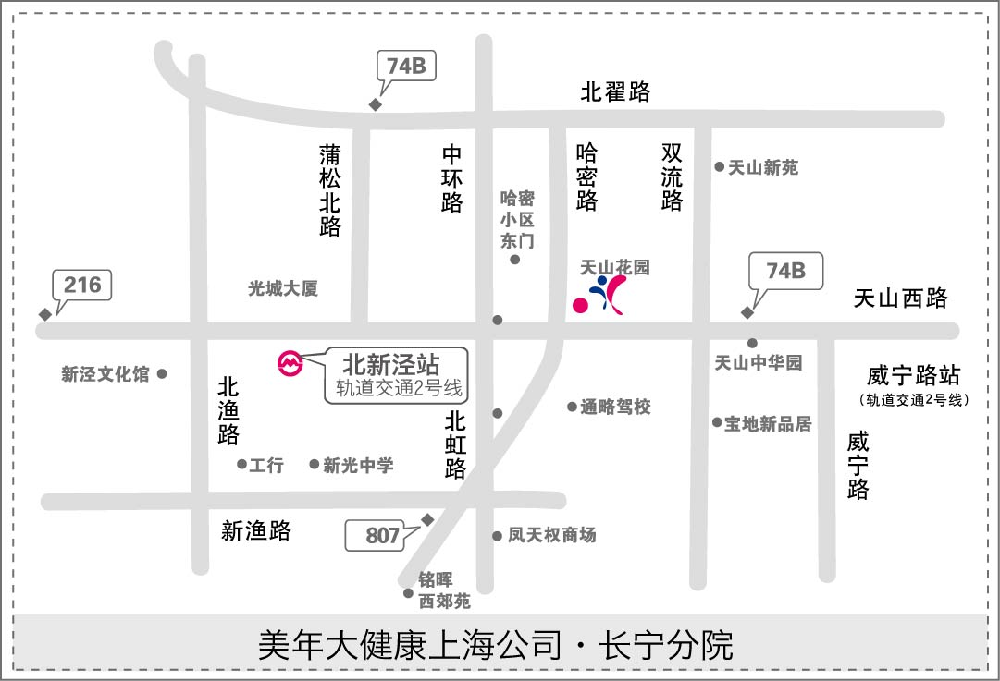 74B
北翟路
蒲松北路
中环路
哈密路
双流路
天山新苑
哈密
小区
东门
天山花园
光城大厦
216
74B
天山西路
新泾文化馆
北新泾站
轨道交通2号线
天山中华园
威宁路站
(轨道交通2号线)
北渔路
通略驾校
北虹路
宝地新品居
威宁路
工行
新光中学
新渔路
807
凤天权商场
铭晖
西郊苑
美年大健康上海公司·长宁分院